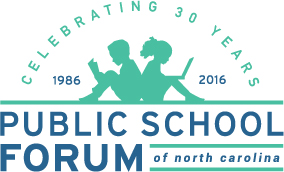 CELEBRATING 30 YEARS
1986 2016
PUBLIC SCHOOL
FORUM of north carolina